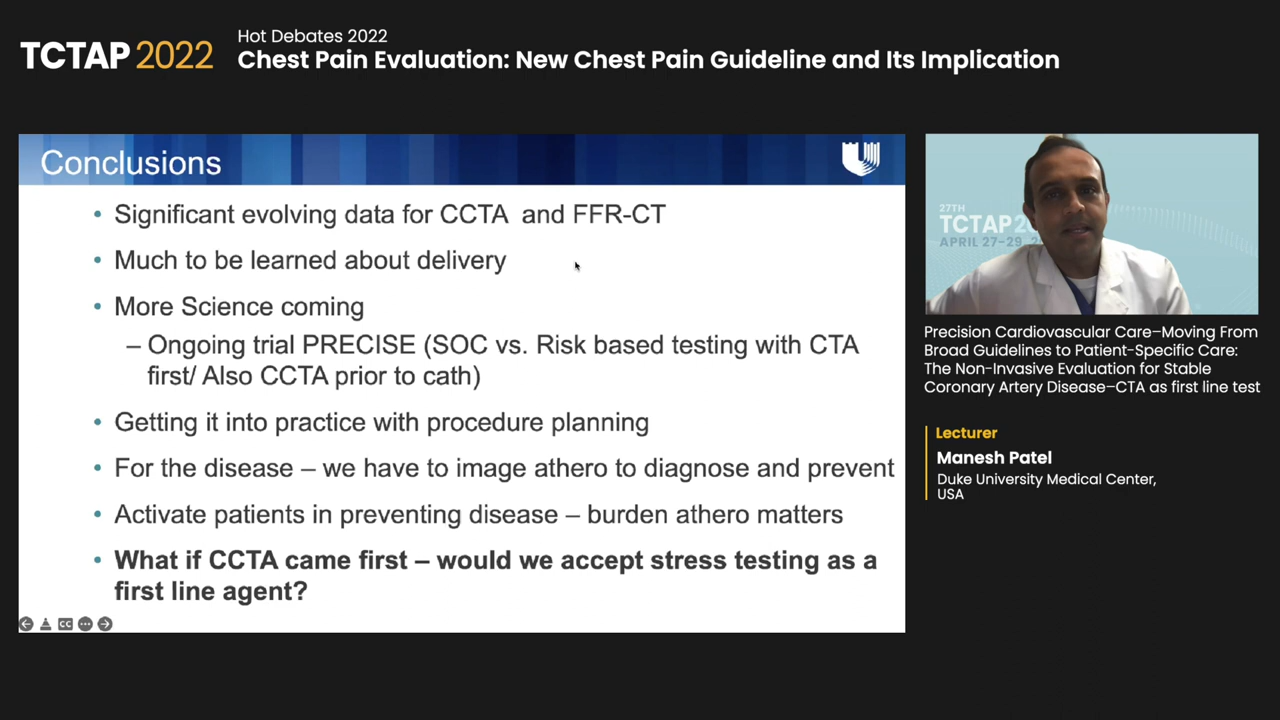 TCTAP 2022
Hot Debates 2022
Chest Pain Evaluation: New Chest Pain Guideline and Its Implication
Conclusions
• Significant evolving data for CCTA and FFR-CT
• Much to be learned about delivery
• More Science coming
– Ongoing trial PRECISE (SOC vs. Risk based testing with CTA
first/ Also CCTA prior to cath)
• Getting it into practice with procedure planning
• For the disease – we have to image athero to diagnose and prevent
• Activate patients in preventing disease – burden athero matters
• What if CCTA came first – would we accept stress testing as a
first line agent?
CC
27TH
TCTAP20
APRIL 27-29, 2
Precision Cardiovascular Care–Moving From
Broad Guidelines to Patient-Specific Care:
The Non-Invasive Evaluation for Stable
Coronary Artery Disease–CTA as first line test
Lecturer
Manesh Patel
Duke University Medical Center,
USA